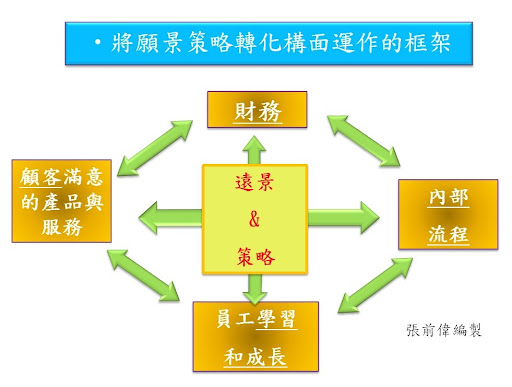 ・將願景策略轉化構面運作的框架
財務
顧客滿意
的產品與
服務
遠景
&
策略
內部
流程
員工學習
和成長
張前偉編製